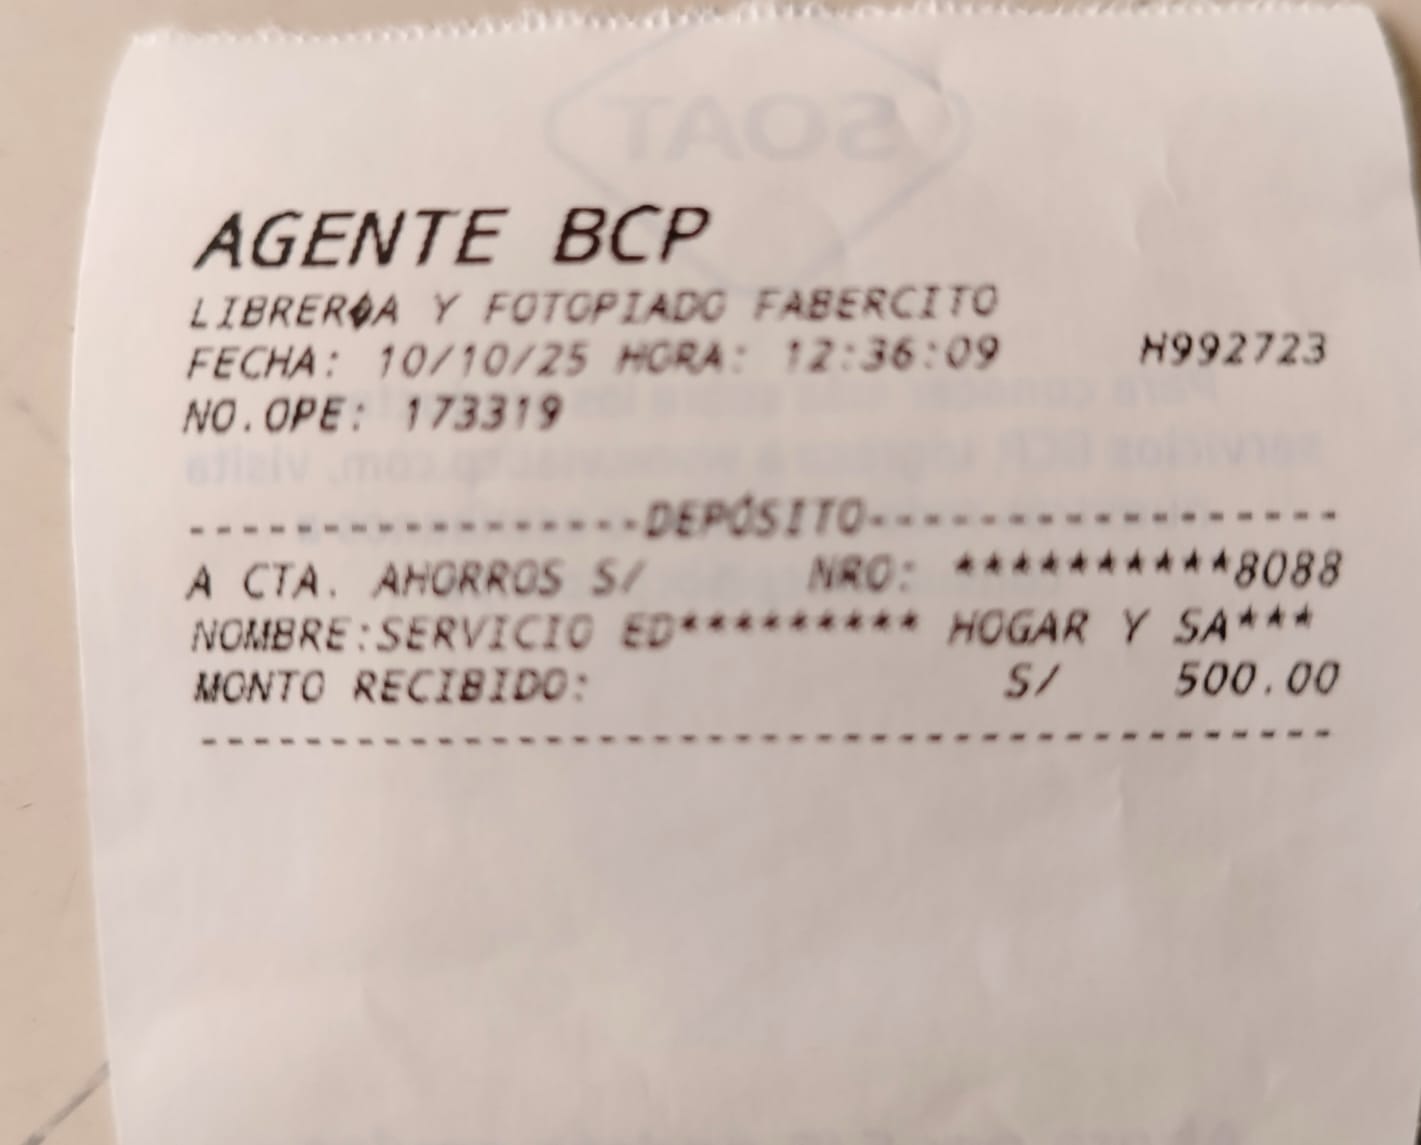 AGENTE BCP
LIBRER�A Y FOTOPIADO FABERCITO
FECHA: 10/10/25 HORA: 12:36:09 H992723
NO.OPE: 173319
-----------------DEPÓSITO------------------
A CTA. AHORROS S/ NRO: **********8088
NOMBRE:SERVICIO ED********* HOGAR Y SA***
MONTO RECIBIDO: S/ 500.00
--------------------------------------------
SOAT